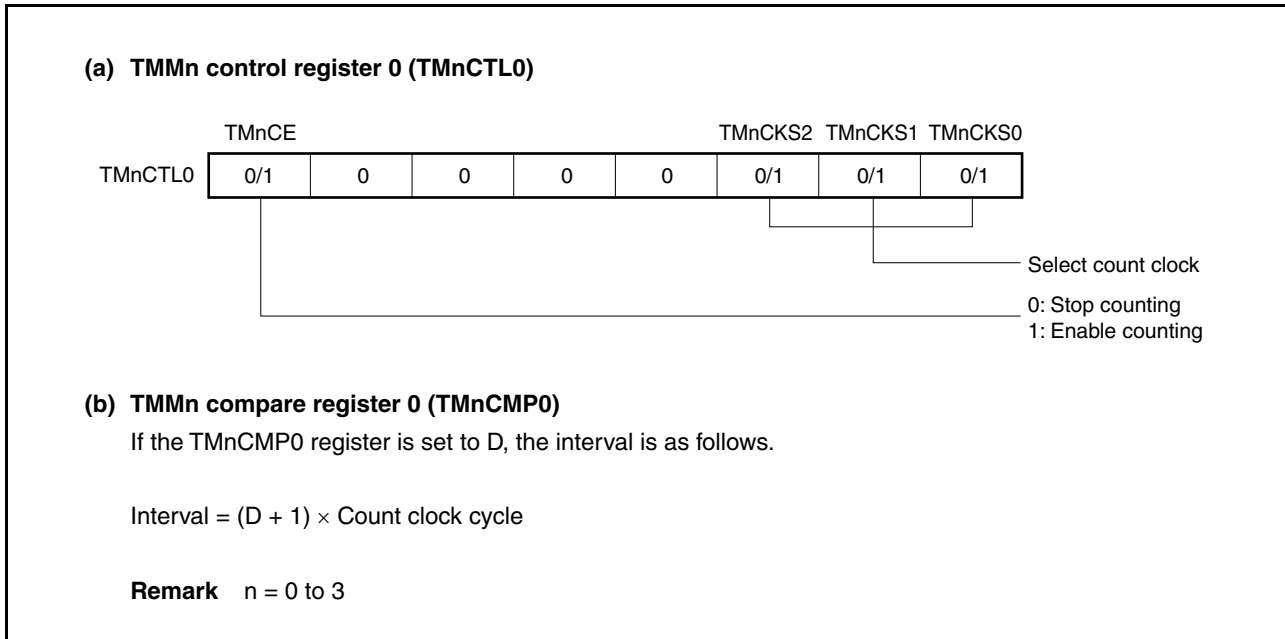 (a) TMMn control register 0 (TMnCTL0)
TMnCE TMnCKS2 TMnCKS1 TMnCKS0
TMnCTL0 0/1 0 0 0 0 0/1 0/1 0/1
Select count clock
0: Stop counting
1: Enable counting
(b) TMMn compare register 0 (TMnCMP0)
If the TMnCMP0 register is set to D, the interval is as follows.
Interval = (D + 1) × Count clock cycle
Remark n = 0 to 3